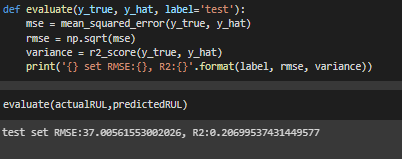 def evaluate(y_true, y_hat, label='test'):
    mse = mean_squared_error(y_true, y_hat)
    rmse = np.sqrt(mse)
    variance = r2_score(y_true, y_hat)
    print('{} set RMSE:{}, R2:{}'.format(label, rmse, variance))
evaluate(actualRUL,predictedRUL)
test set RMSE:37.00561553002026, R2:0.20699537431449577